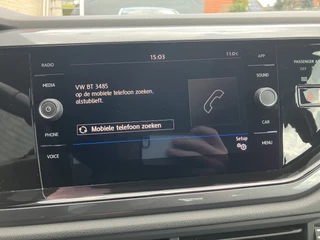 15:03
11.0°C
RADIO
MEDIA
PHONE
VOICE
APP
SOUND
CAR
MENU
PASSENGER
VW BT 3485
op de mobiele telefoon zoeken.
alstublieft.
Mobiele telefoon zoeken
Setup